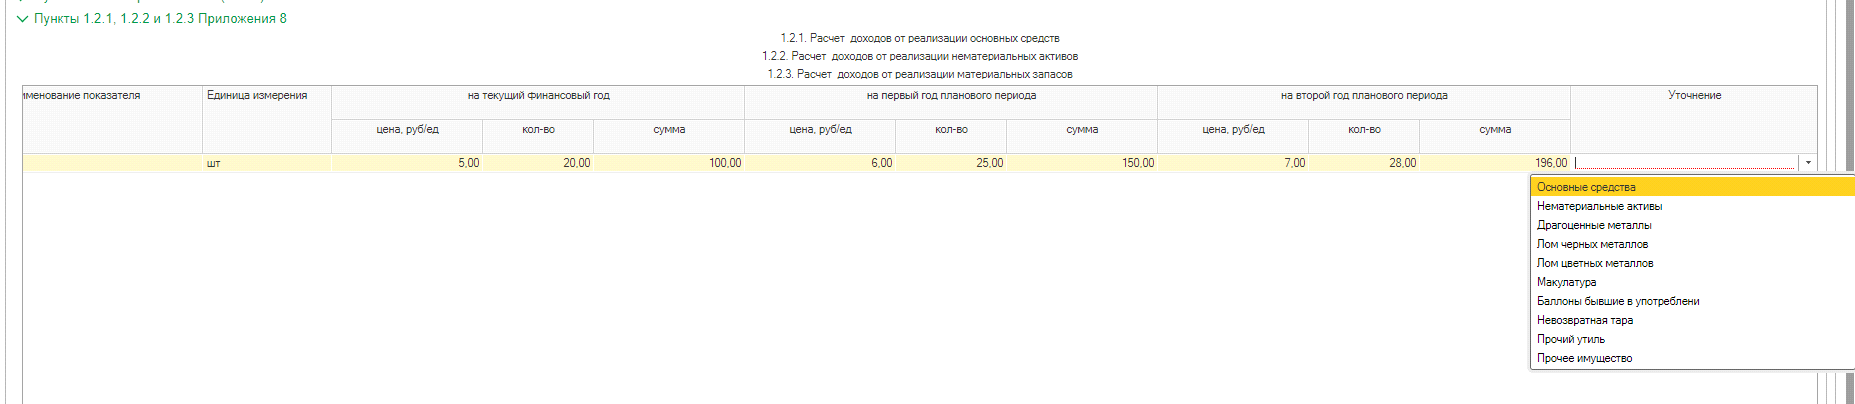 Пункты 1.2.1, 1.2.2 и 1.2.3 Приложения 8
1.2.1. Расчет доходов от реализации основных средств
1.2.2. Расчет доходов от реализации нематериальных активов
1.2.3. Расчет доходов от реализации материальных запасов
именование показателя Единица измерения на текущий финансовый год на первый год планового периода на второй год планового периода Уточнение
цена, руб/ед кол-во сумма цена, руб/ед кол-во сумма цена, руб/ед кол-во сумма
шт 5,00 20,00 100,00 6,00 25,00 150,00 7,00 28,00 196,00
Основные средства
Нематериальные активы
Драгоценные металлы
Лом черных металлов
Лом цветных металлов
Макулатура
Баллоны бывшие в употреблени
Невозвратная тара
Прочий утиль
Прочее имущество